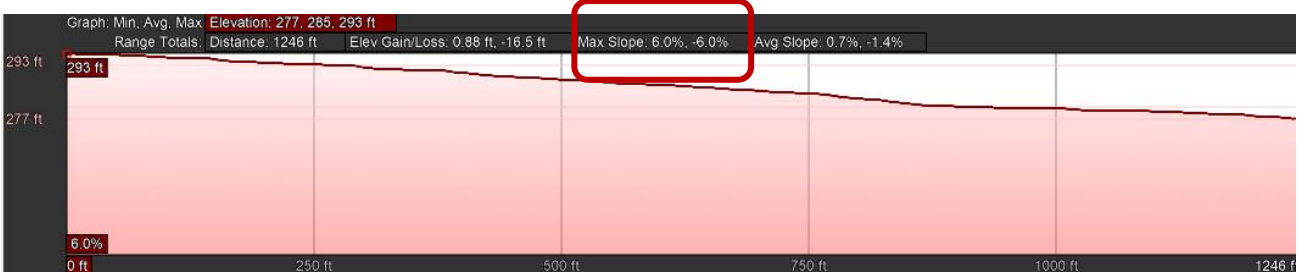 Graph: Min, Avg, Max Elevation: 277, 285, 293 ft
Range Totals: Distance: 1246 ft Elev Gain/Loss: 0.88 ft, -16.5 ft Max Slope: 6.0%, -6.0% Avg Slope: 0.7%, -1.4%
293 ft
293 ft
277 ft
6.0%
0 ft 250 ft 500 ft 750 ft 1000 ft 1246 ft